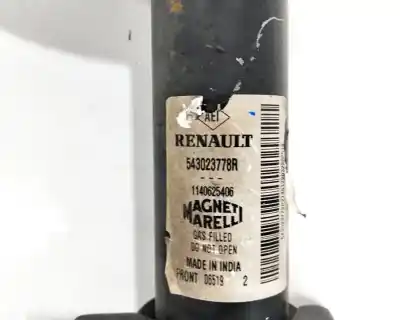 RENAULT
543023778R
- - -
1140625406
MAGNETI
MARELLI
GAS FILLED
DO NOT OPEN
MADE IN INDIA
FRONT 06519 2